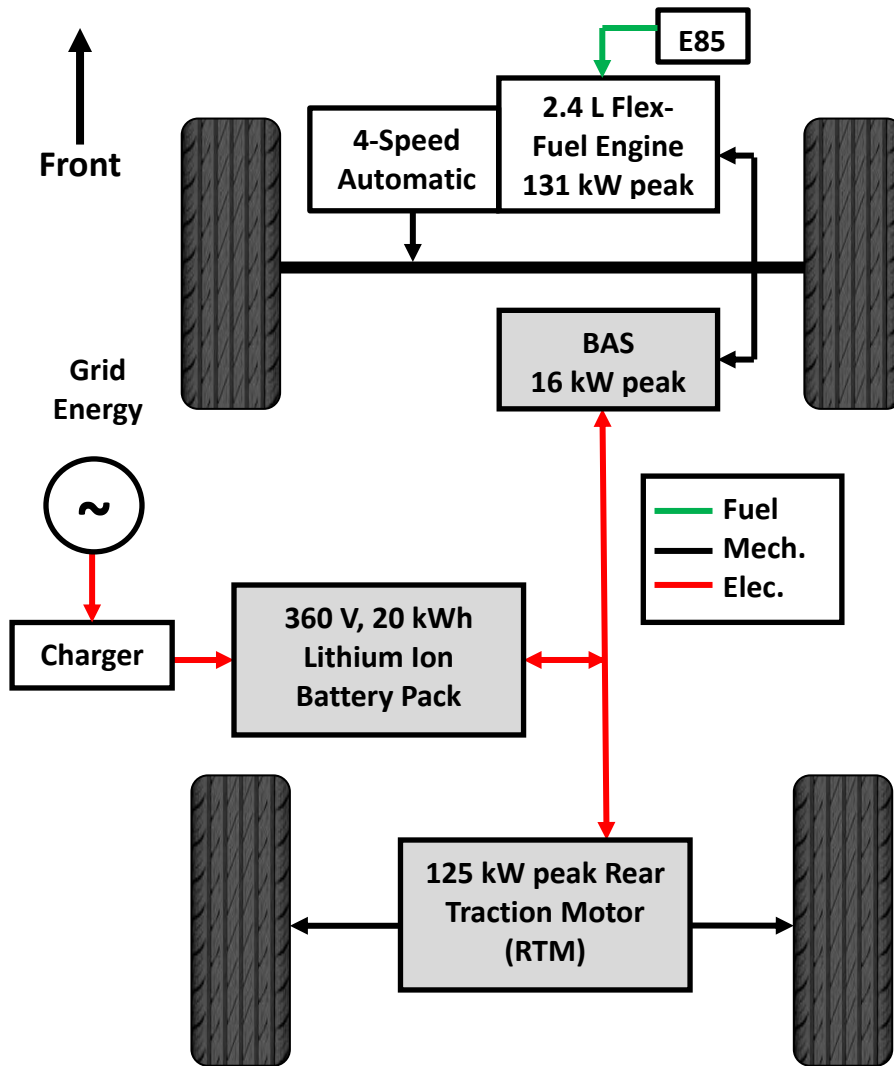 E85
2.4 L Flex-
Fuel Engine
131 kW peak
4-Speed
Automatic
Front
BAS
16 kW peak
Grid
Energy
~
Fuel
Mech.
Elec.
360 V, 20 kWh
Lithium Ion
Battery Pack
Charger
125 kW peak Rear
Traction Motor
(RTM)